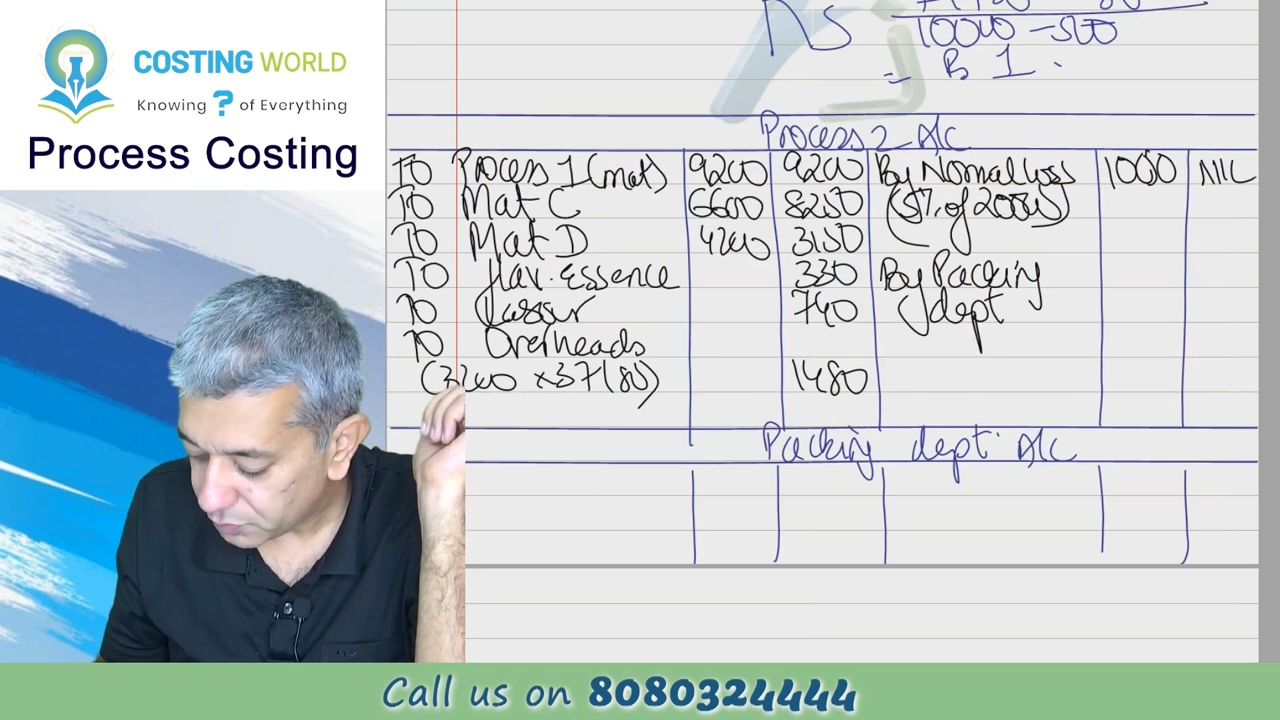 COSTING WORLD
Knowing ? of Everything
Process Costing
10000 - 500
= B 1.
Process 2 A/c
TO Process 1 (mat) 9200 9200 By Normal loss 1000 NIL
TO Mat C 6600 8250 (5% of 20000)
TO Mat D 4200 3150
TO flav. Essence 330 By Packing
TO 740 dept
TO Overheads
(3200 × 37/80) 1480
Packing dept. A/c
Call us on 8080324444